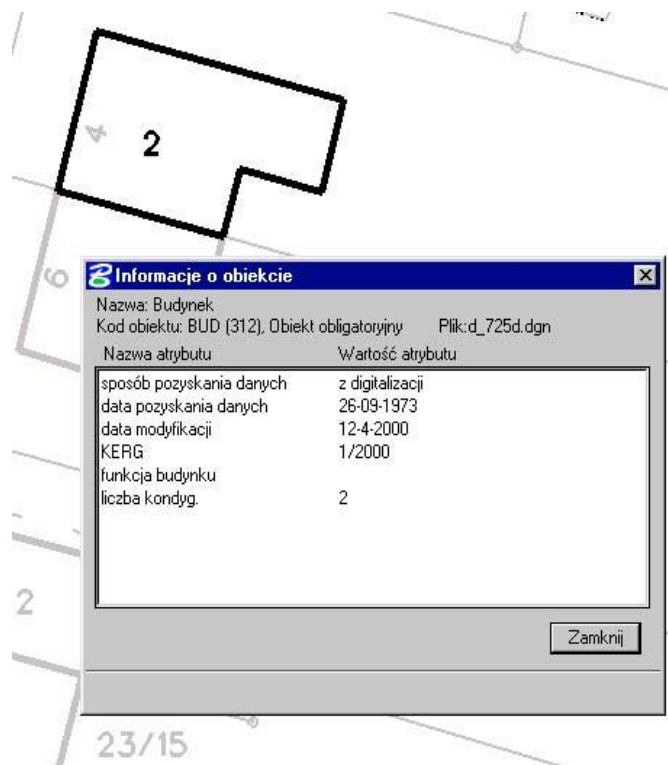 4
2
6
Informacje o obiekcie
Nazwa: Budynek
Kod obiektu: BUD (312), Obiekt obligatoryjny Plik:d_725d.dgn
Nazwa atrybutu Wartość atrybutu
sposób pozyskania danych z digitalizacji
data pozyskania danych 26-09-1973
data modyfikacji 12-4-2000
KERG 1/2000
funkcja budynku
liczba kondyg. 2
Zamknij
2
23/15